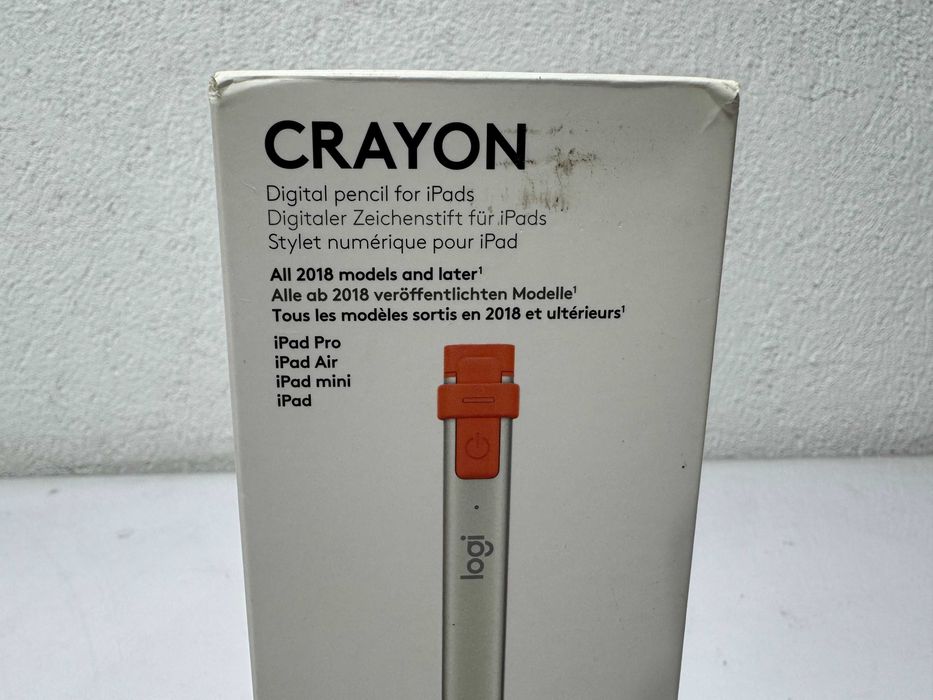 CRAYON
Digital pencil for iPads
Digitaler Zeichenstift für iPads
Stylet numérique pour iPad
All 2018 models and later¹
Alle ab 2018 veröffentlichten Modelle¹
Tous les modèles sortis en 2018 et ultérieurs¹
iPad Pro
iPad Air
iPad mini
iPad
logi